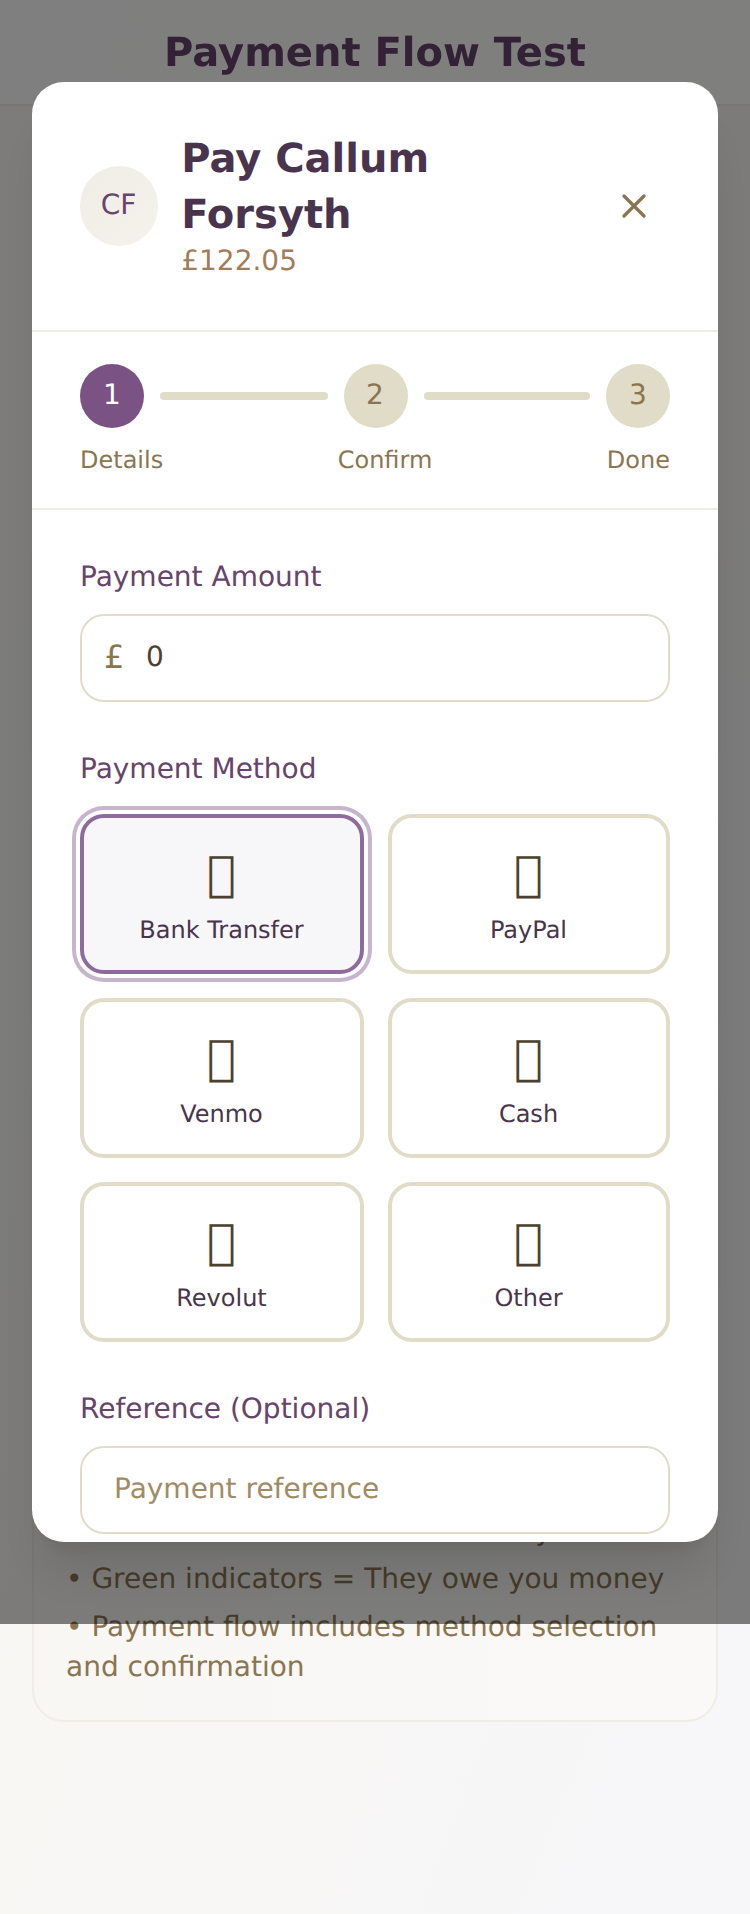 Payment Flow Test
CF
Pay Callum
Forsyth
£122.05
1
2
3
Details
Confirm
Done
Payment Amount
£ 0
Payment Method
Bank Transfer
PayPal
Venmo
Cash
Revolut
Other
Reference (Optional)
Payment reference
• Green indicators = They owe you money
• Payment flow includes method selection
and confirmation